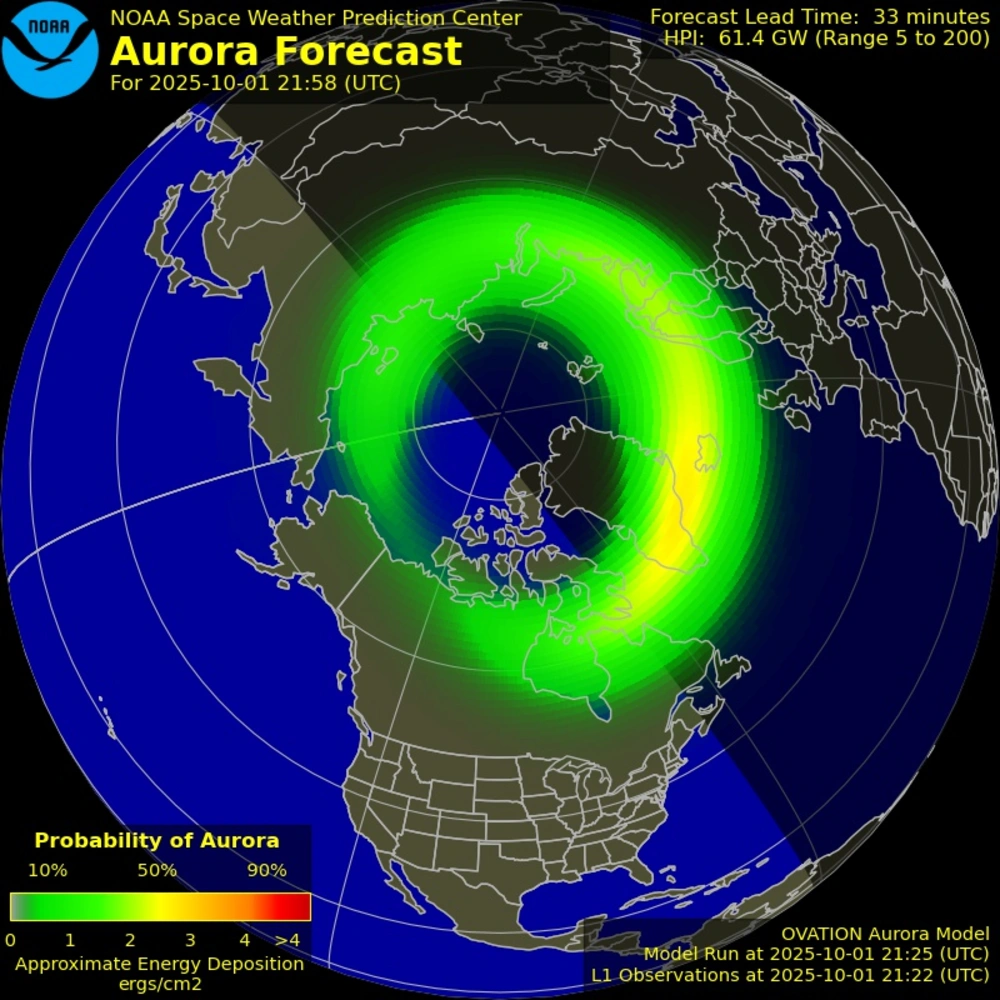 NOAA
NOAA Space Weather Prediction Center
Aurora Forecast
For 2025-10-01 21:58 (UTC)
Forecast Lead Time: 33 minutes
HPI: 61.4 GW (Range 5 to 200)
Probability of Aurora
10% 50% 90%
0 1 2 3 4 >4
Approximate Energy Deposition
ergs/cm2
OVATION Aurora Model
Model Run at 2025-10-01 21:25 (UTC)
L1 Observations at 2025-10-01 21:22 (UTC)